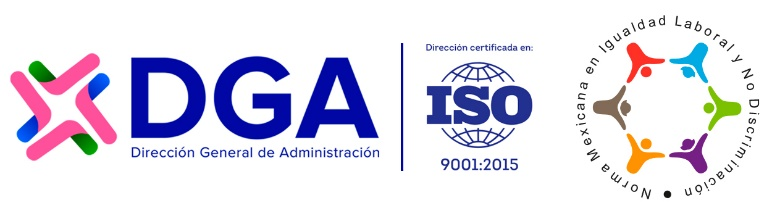 DGA
Dirección General de Administración
Dirección certificada en:
ISO
9001:2015
Norma Mexicana en Igualdad Laboral y No Discriminación